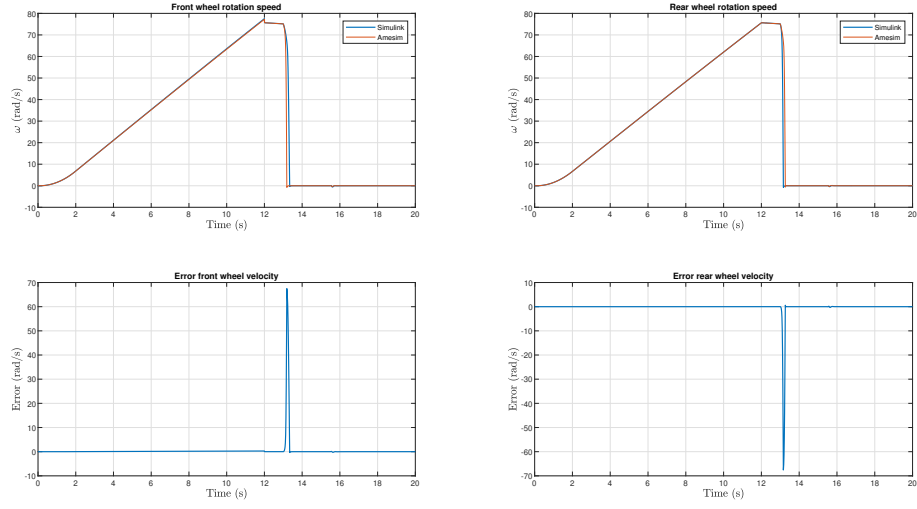 Front wheel rotation speed
ω (rad/s)
80
70
60
50
40
30
20
10
0
-10
Simulink
Amesim
0 2 4 6 8 10 12 14 16 18 20
Time (s)
Rear wheel rotation speed
ω (rad/s)
80
70
60
50
40
30
20
10
0
-10
Simulink
Amesim
0 2 4 6 8 10 12 14 16 18 20
Time (s)
Error front wheel velocity
Error (rad/s)
70
60
50
40
30
20
10
0
-10
0 2 4 6 8 10 12 14 16 18 20
Time (s)
Error rear wheel velocity
Error (rad/s)
10
0
-10
-20
-30
-40
-50
-60
-70
0 2 4 6 8 10 12 14 16 18 20
Time (s)